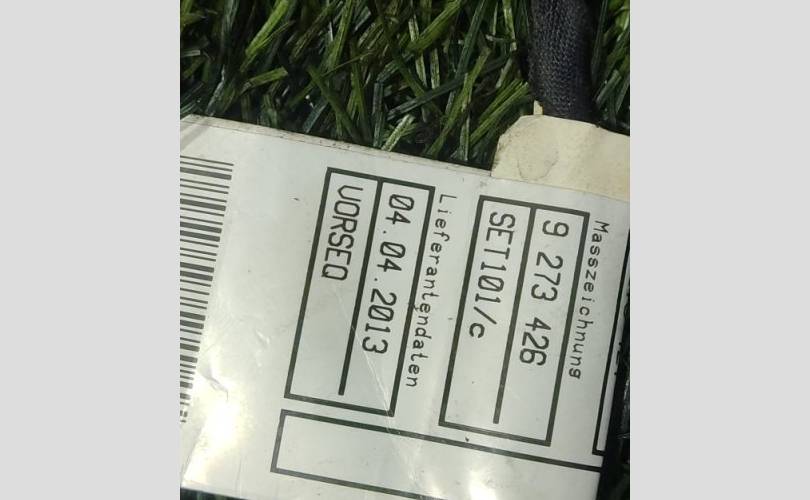 Masszeichnung
9 273 426
SET101/c
Lieferantendaten
04.04.2013
VORSEQ